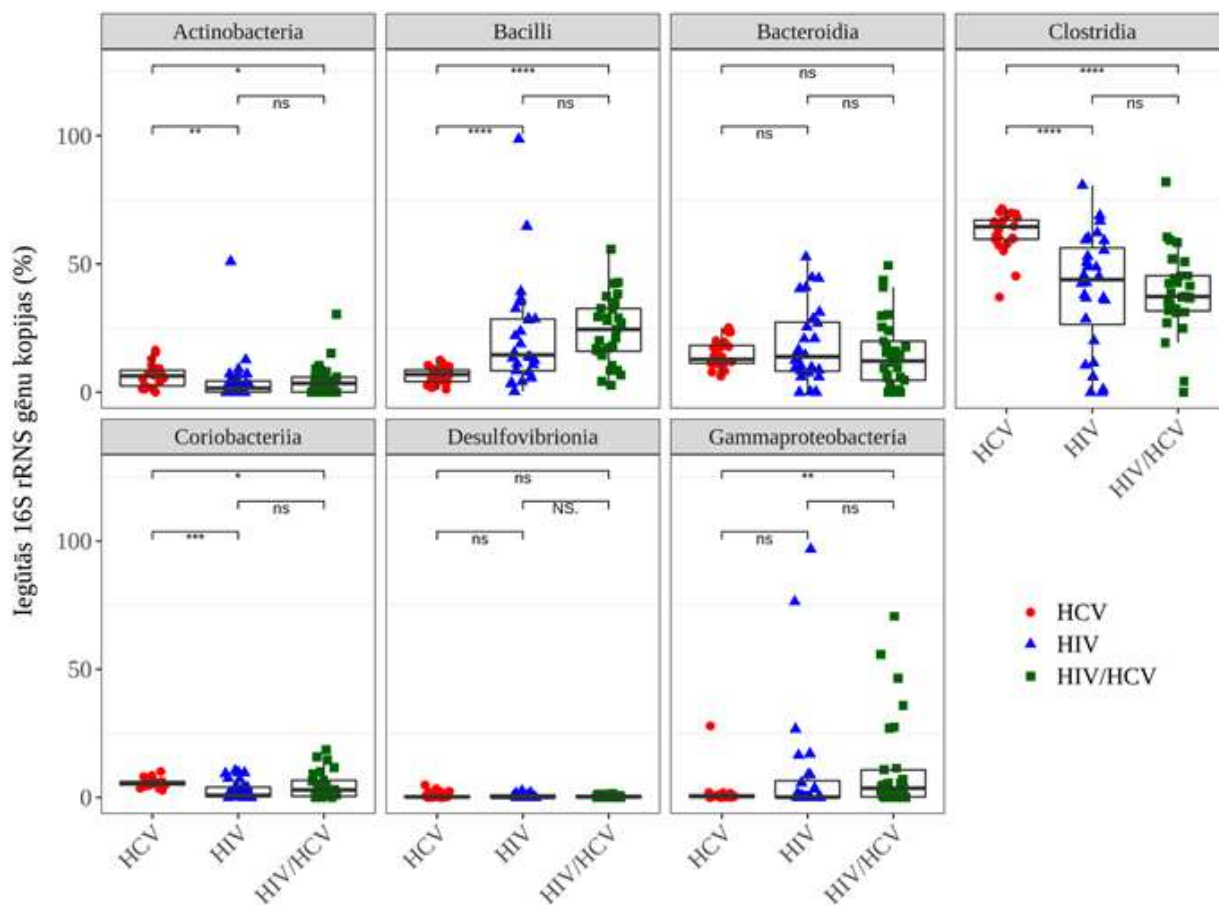 Actinobacteria
Bacilli
Bacteroidia
Clostridia
*
****
ns
****
ns
ns
ns
ns
**
****
ns
****
100
50
0
HCV
HIV
HIV/HCV
Iegūtās 16S rRNS gēnu kopijas (%)
Coriobacteriia
Desulfovibrionia
Gammaproteobacteria
*
ns
**
ns
NS.
ns
***
ns
ns
100
50
0
HCV
HIV
HIV/HCV
HCV
HIV
HIV/HCV
HCV
HIV
HIV/HCV
HCV
HIV
HIV/HCV